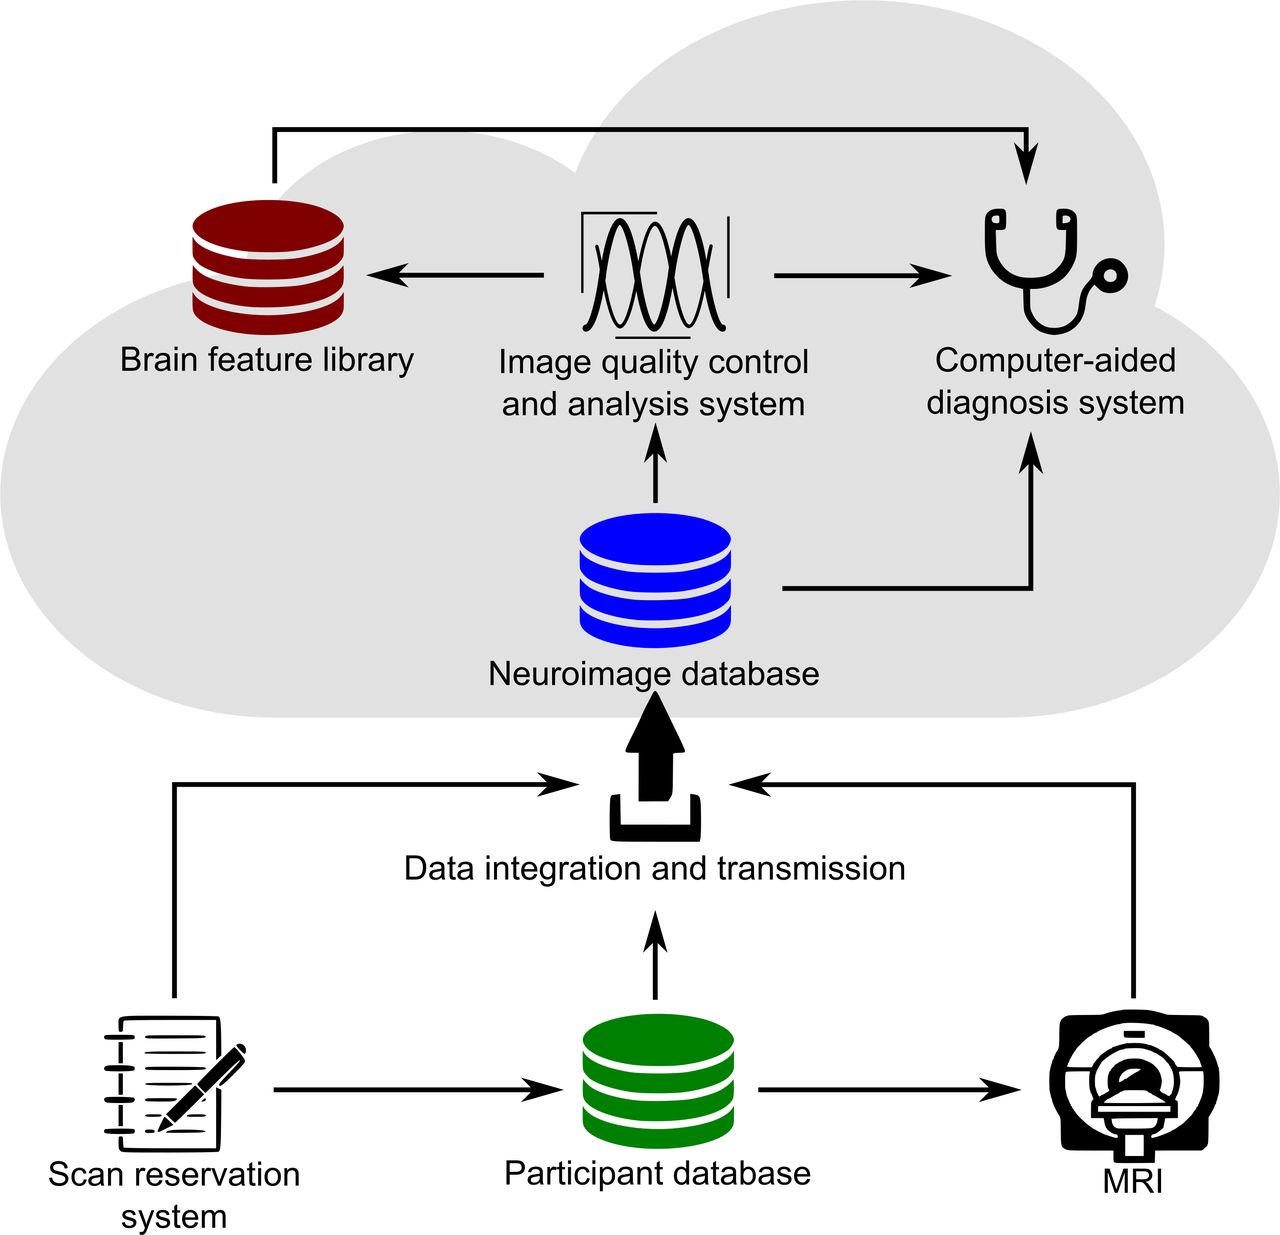 Brain feature library
Image quality control
and analysis system
Computer-aided
diagnosis system
Neuroimage database
Data integration and transmission
Scan reservation
system
Participant database
MRI